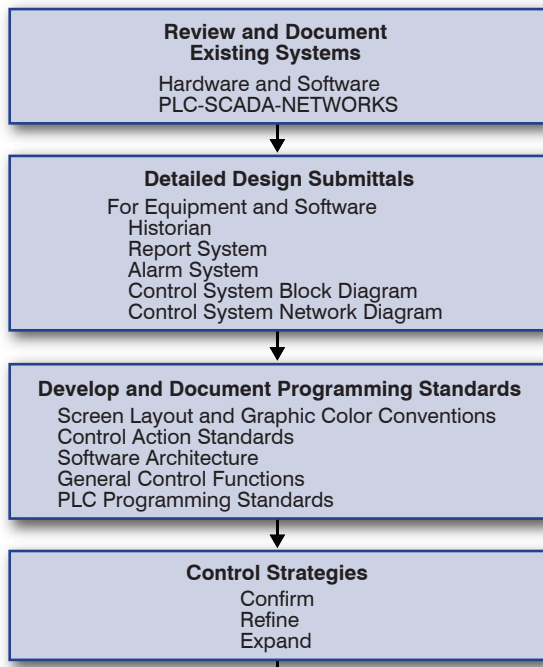 Review and Document
Existing Systems
Hardware and Software
PLC-SCADA-NETWORKS
Detailed Design Submittals
For Equipment and Software
Historian
Report System
Alarm System
Control System Block Diagram
Control System Network Diagram
Develop and Document Programming Standards
Screen Layout and Graphic Color Conventions
Control Action Standards
Software Architecture
General Control Functions
PLC Programming Standards
Control Strategies
Confirm
Refine
Expand